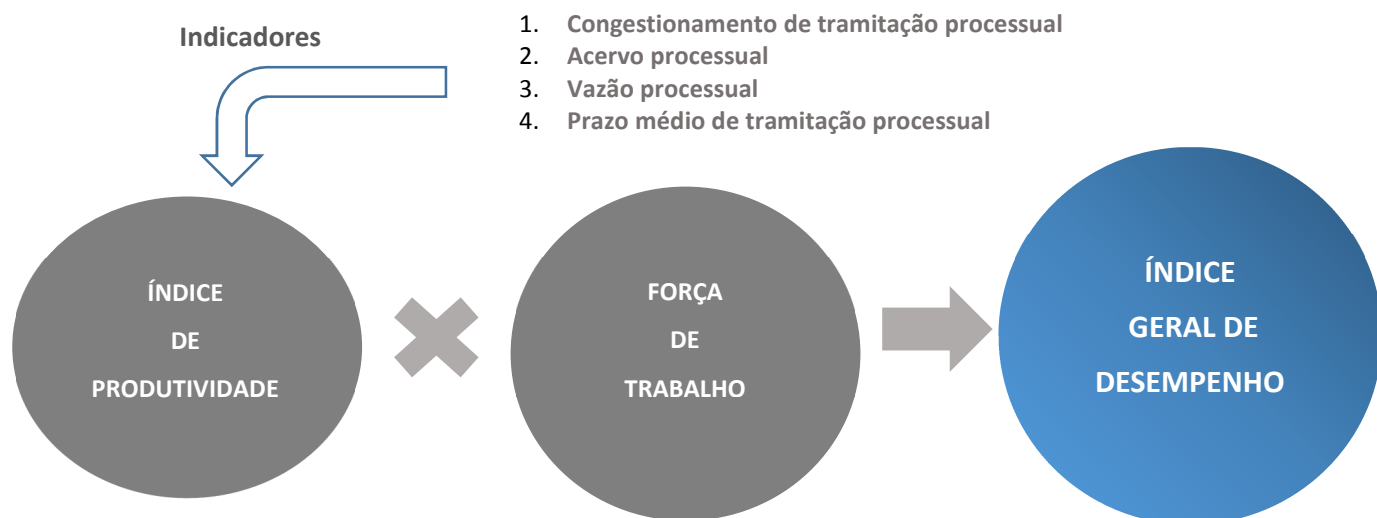 Indicadores
1. Congestionamento de tramitação processual
2. Acervo processual
3. Vazão processual
4. Prazo médio de tramitação processual
ÍNDICE
DE
PRODUTIVIDADE
FORÇA
DE
TRABALHO
ÍNDICE
GERAL DE
DESEMPENHO